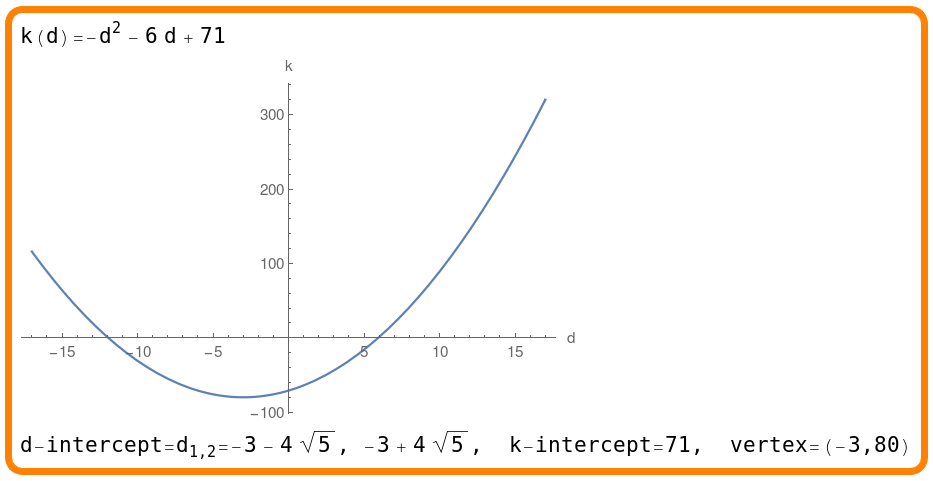 k(d)=-d² - 6 d + 71
k
300
200
100
-15 -10 -5 5 10 15 d
-100
d-intercept=d₁,₂=-3 - 4 √5, -3 + 4 √5, k-intercept=71, vertex=(-3,80)